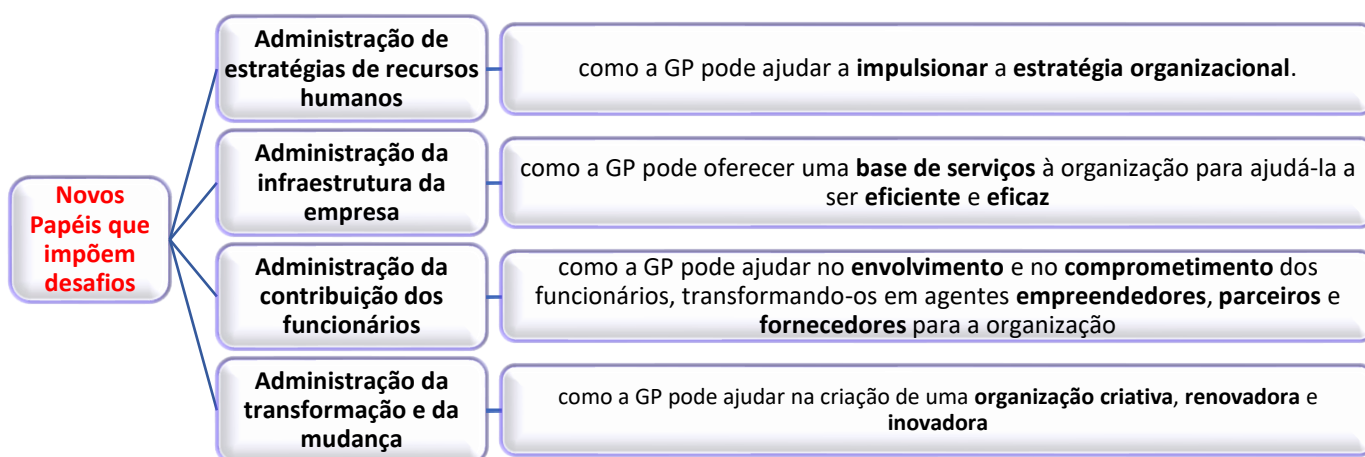 Novos
Papéis que
impõem
desafios
Administração de
estratégias de recursos
humanos
como a GP pode ajudar a impulsionar a estratégia organizacional.
Administração da
infraestrutura da
empresa
como a GP pode oferecer uma base de serviços à organização para ajudá-la a
ser eficiente e eficaz
Administração da
contribuição dos
funcionários
como a GP pode ajudar no envolvimento e no comprometimento dos
funcionários, transformando-os em agentes empreendedores, parceiros e
fornecedores para a organização
Administração da
transformação e da
mudança
como a GP pode ajudar na criação de uma organização criativa, renovadora e
inovadora